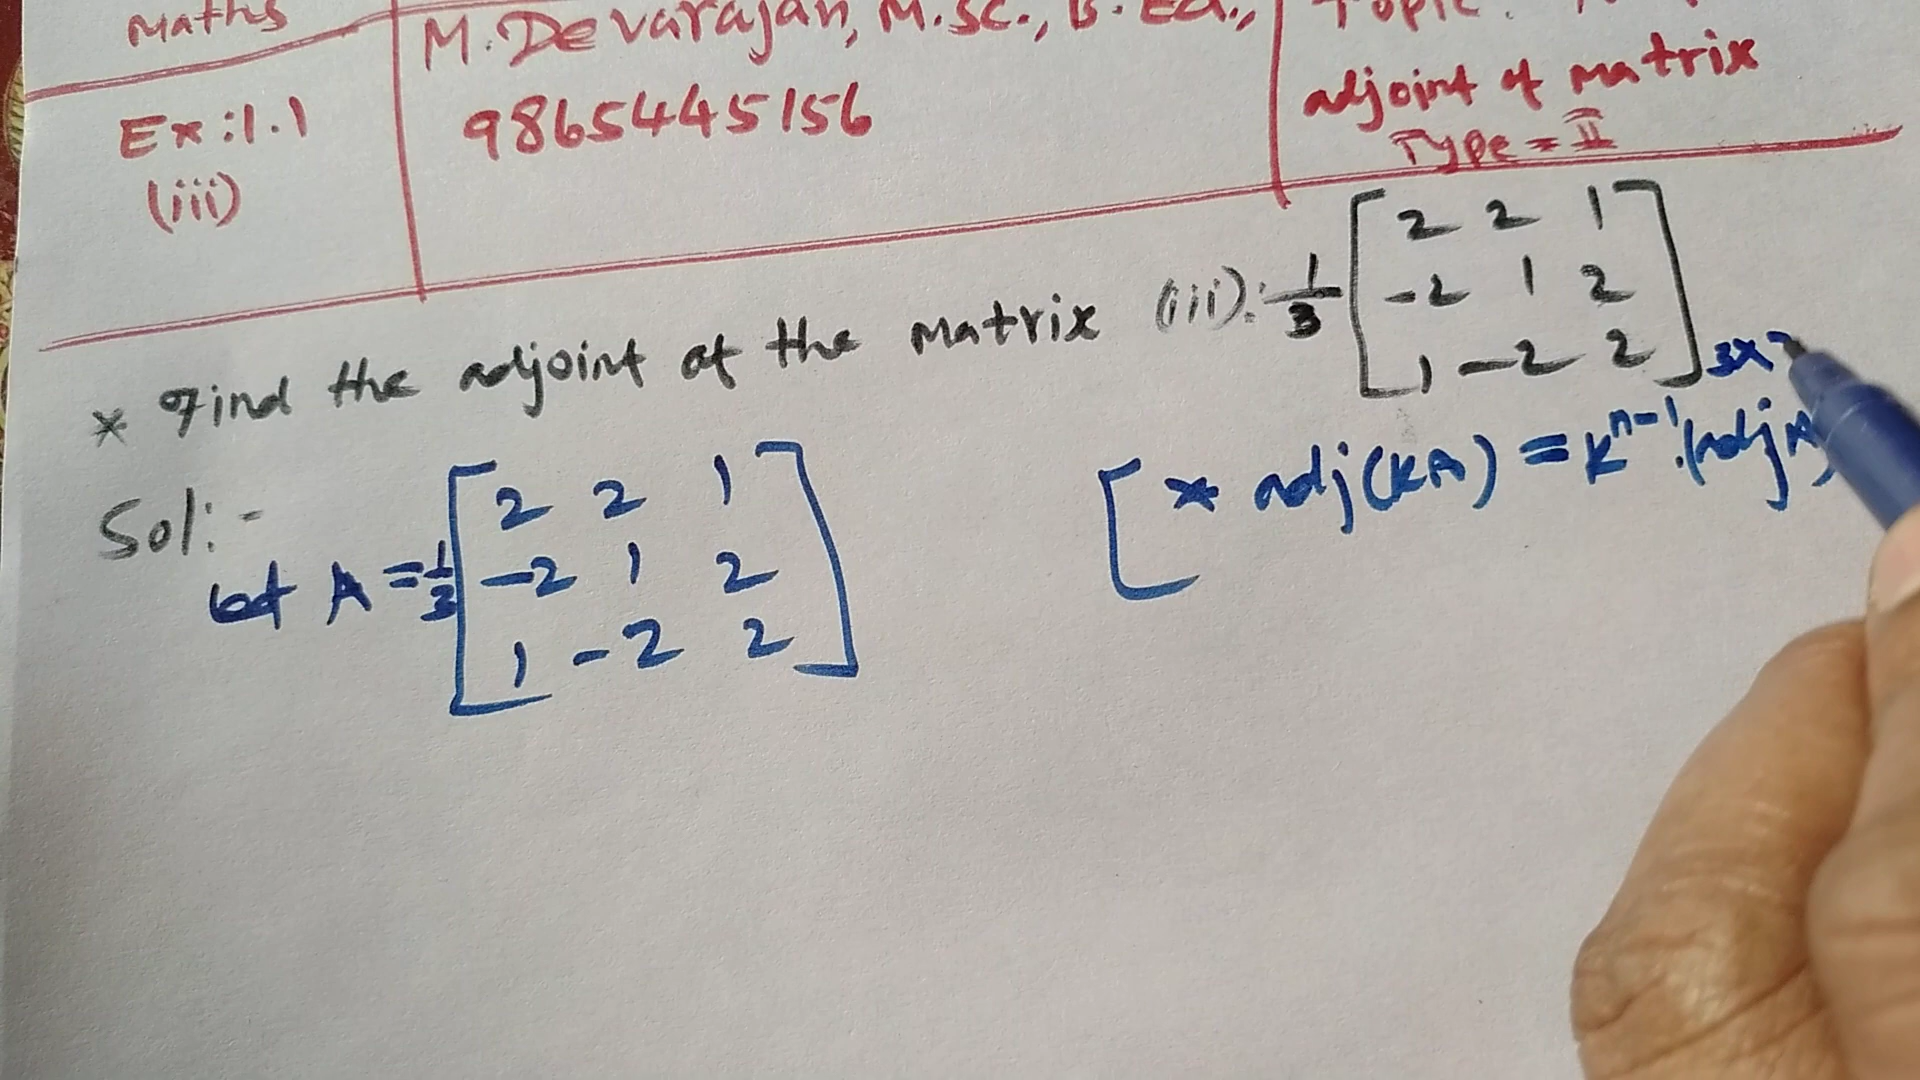 Maths
M. Devarajan, M.Sc., B.Ed.,
Topic:
Ex:1.1
(iii)
9865445156
adjoint of matrix
Type = II
* Find the adjoint of the matrix (iii). 1/3 [2 2 1
-2 1 2
1 -2 2] 3x
Sol:-
let A = 1/3 [2 2 1
-2 1 2
1 -2 2]
[* adj(KA) = K^n-1.(adj A)